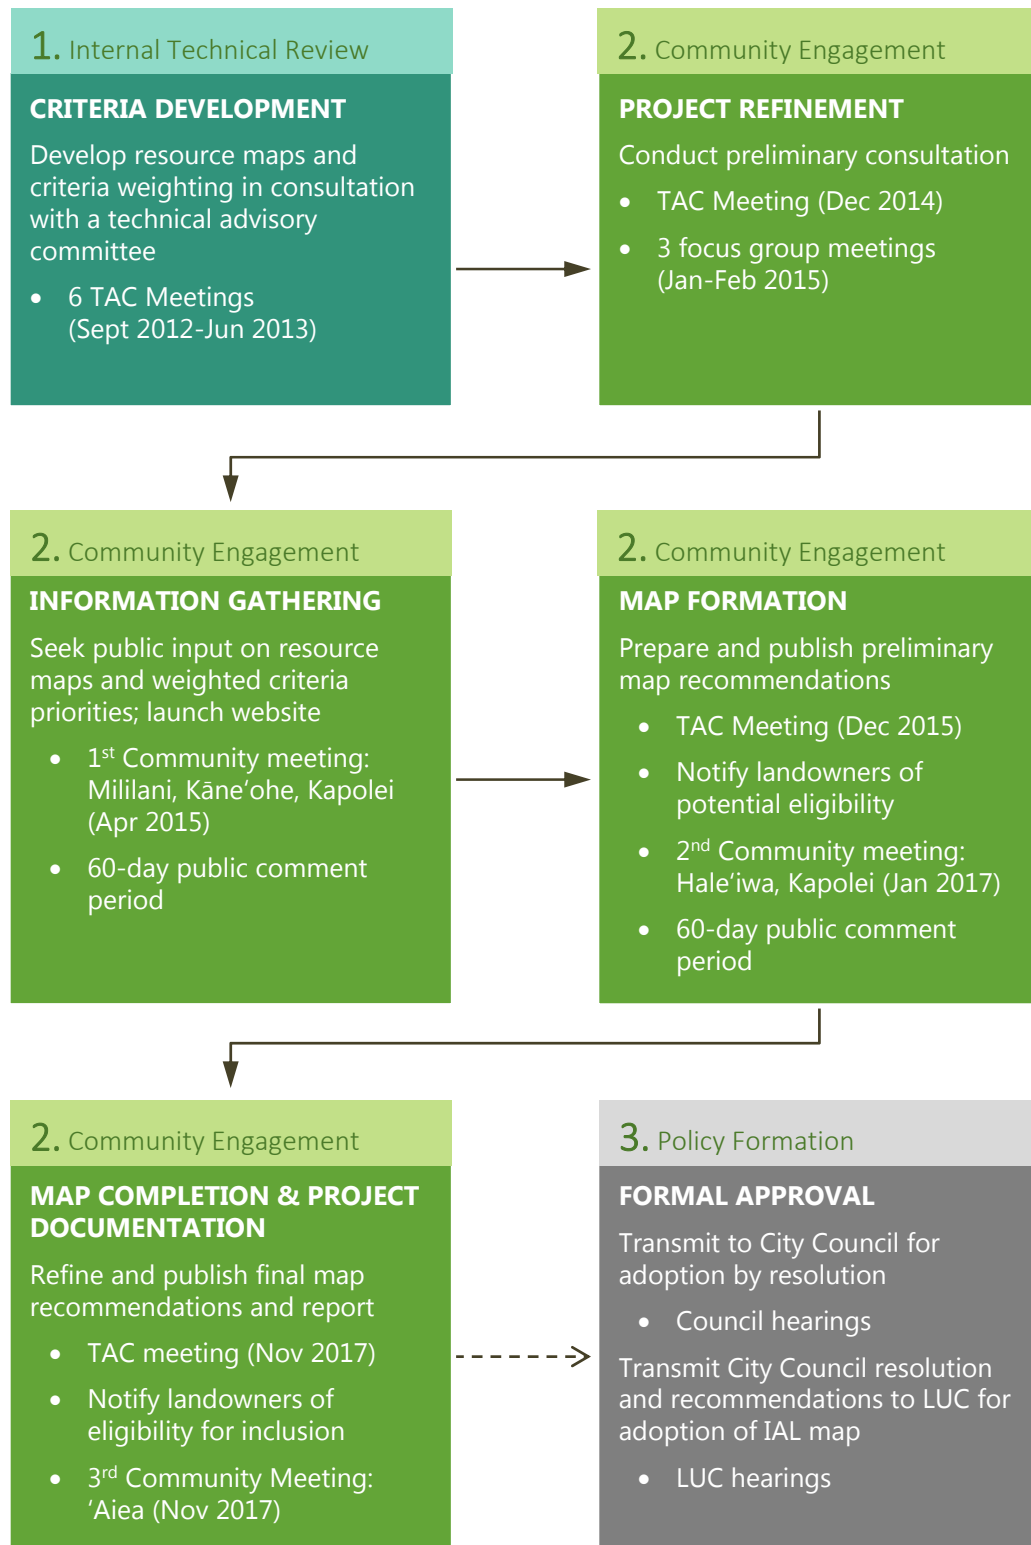 1. Internal Technical Review
CRITERIA DEVELOPMENT
Develop resource maps and
criteria weighting in consultation
with a technical advisory
committee
• 6 TAC Meetings
(Sept 2012-Jun 2013)
2. Community Engagement
PROJECT REFINEMENT
Conduct preliminary consultation
• TAC Meeting (Dec 2014)
• 3 focus group meetings
(Jan-Feb 2015)
2. Community Engagement
INFORMATION GATHERING
Seek public input on resource
maps and weighted criteria
priorities; launch website
• 1st Community meeting:
Mililani, Kāneʻohe, Kapolei
(Apr 2015)
• 60-day public comment
period
2. Community Engagement
MAP FORMATION
Prepare and publish preliminary
map recommendations
• TAC Meeting (Dec 2015)
• Notify landowners of
potential eligibility
• 2nd Community meeting:
Haleʻiwa, Kapolei (Jan 2017)
• 60-day public comment
period
2. Community Engagement
MAP COMPLETION & PROJECT
DOCUMENTATION
Refine and publish final map
recommendations and report
• TAC meeting (Nov 2017)
• Notify landowners of
eligibility for inclusion
• 3rd Community Meeting:
ʻAiea (Nov 2017)
3. Policy Formation
FORMAL APPROVAL
Transmit to City Council for
adoption by resolution
• Council hearings
Transmit City Council resolution
and recommendations to LUC for
adoption of IAL map
• LUC hearings